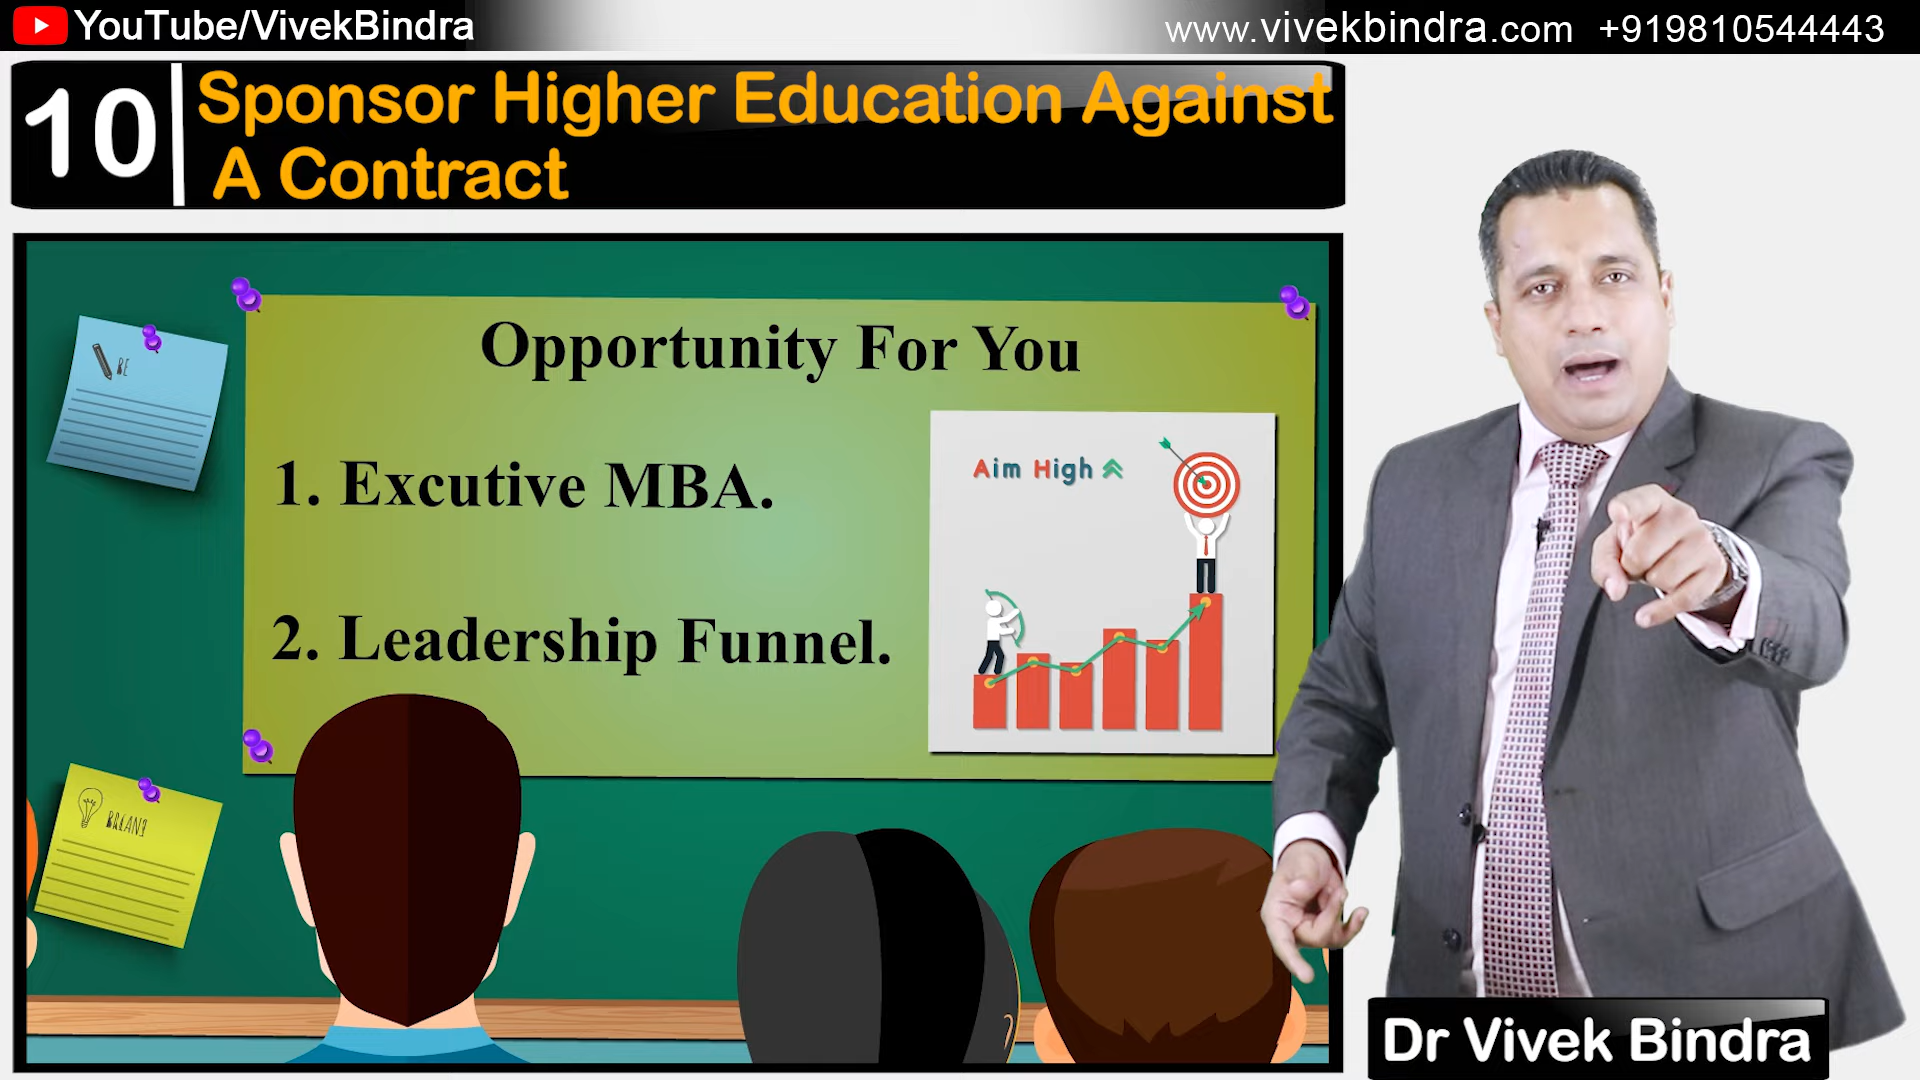 YouTube/VivekBindra
www.vivekbindra.com +919810544443
10
Sponsor Higher Education Against
A Contract
BE
Opportunity For You
1. Excutive MBA.
2. Leadership Funnel.
Aim High
Dr Vivek Bindra